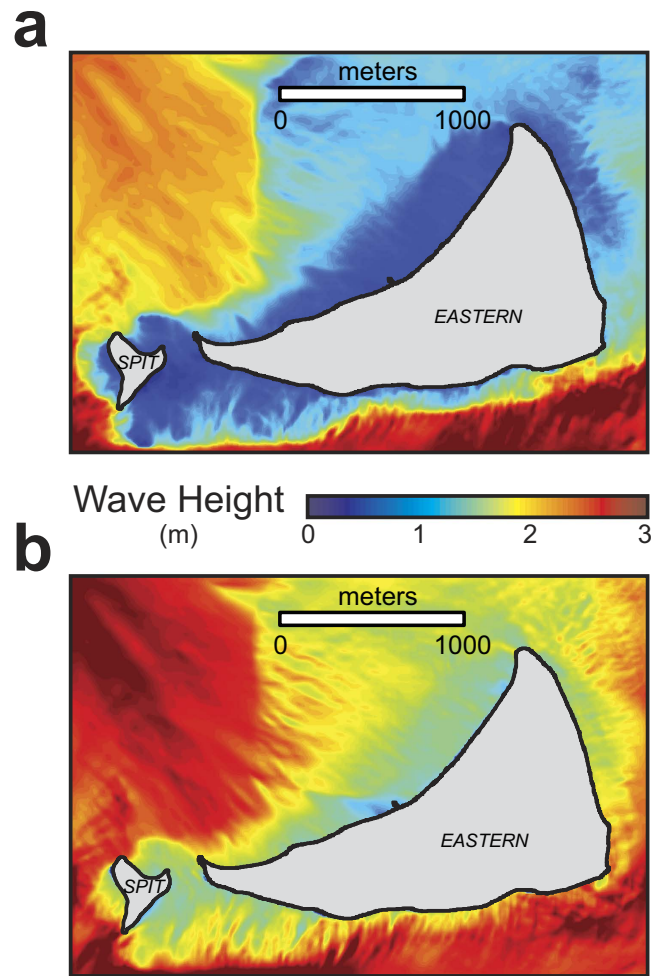 a
meters
0 1000
EASTERN
SPIT
Wave Height
(m)
0 1 2 3
b
meters
0 1000
EASTERN
SPIT